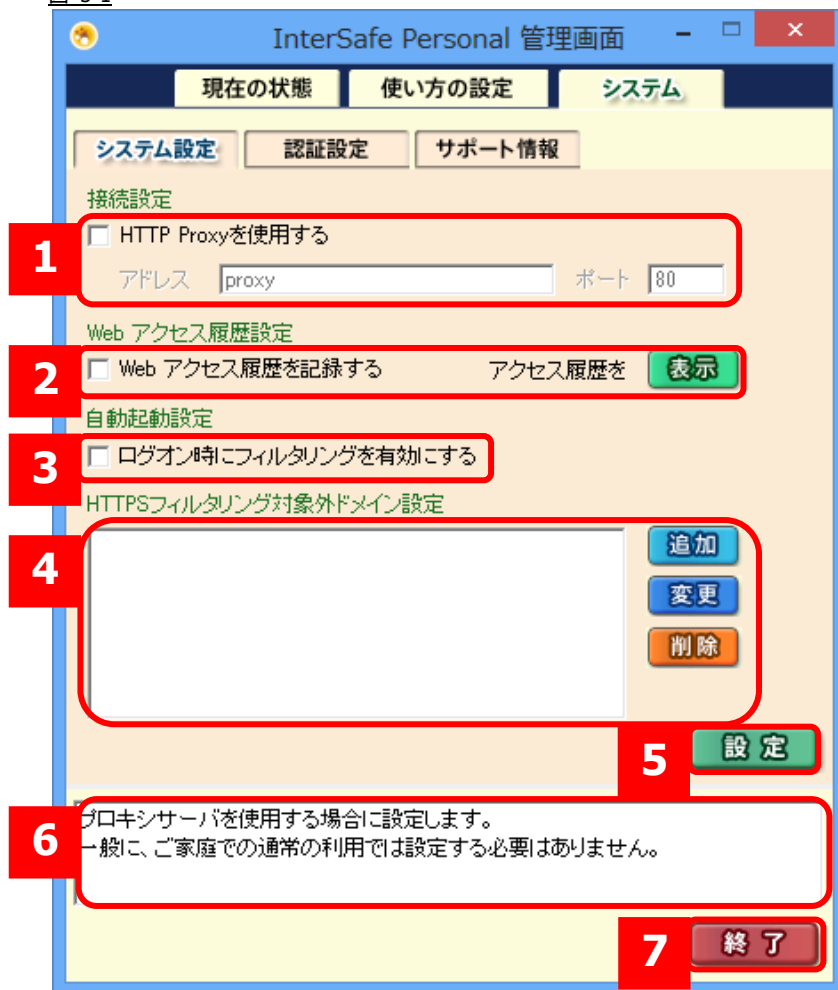 InterSafe Personal 管理画面
現在の状態 使い方の設定 システム
システム設定 認証設定 サポート情報
接続設定
1 HTTP Proxyを使用する
アドレス proxy ポート 80
Web アクセス履歴設定
2 Web アクセス履歴を記録する アクセス履歴を 表示
自動起動設定
3 ログオン時にフィルタリングを有効にする
HTTPSフィルタリング対象外ドメイン設定
4 追加
変更
削除
5 設定
6 プロキシサーバを使用する場合に設定します。
一般に、ご家庭での通常の利用では設定する必要はありません。
7 終了